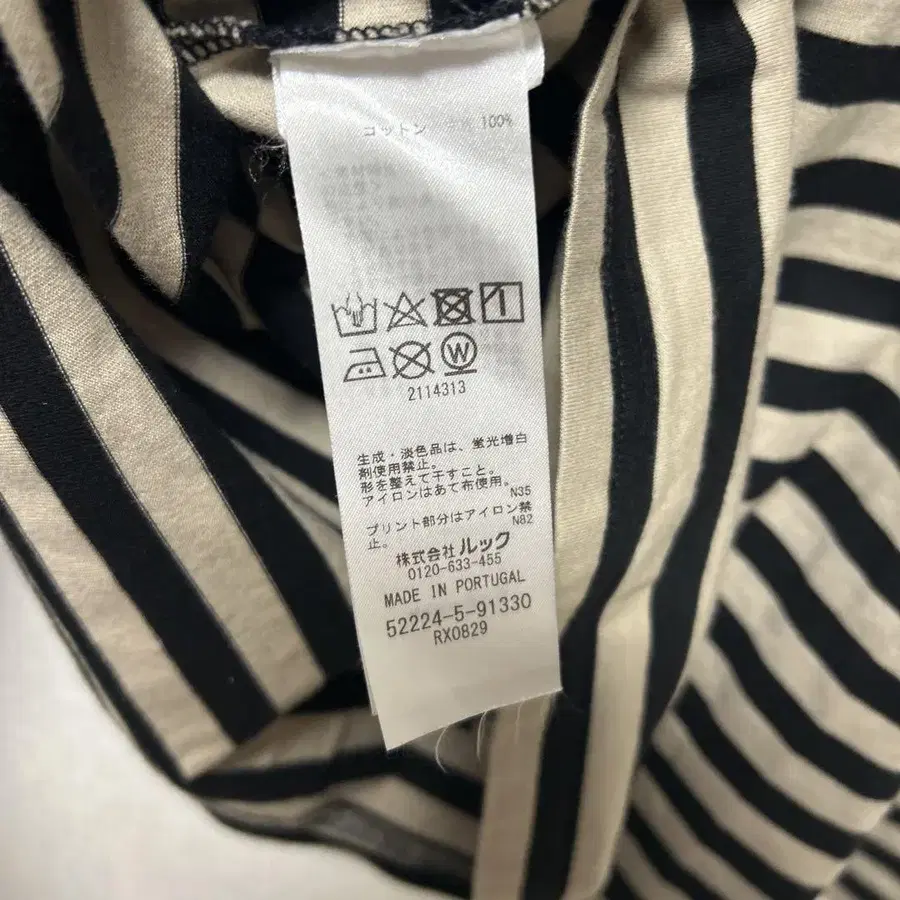 コットン 100%
2114313
生成・淡色品は、蛍光増白
剤使用禁止。
形を整えて干すこと。
アイロンはあて布使用。
N35
プリント部分はアイロン禁
止。
N82
株式会社ルック
0120-633-455
MADE IN PORTUGAL
52224-5-91330
RX0829